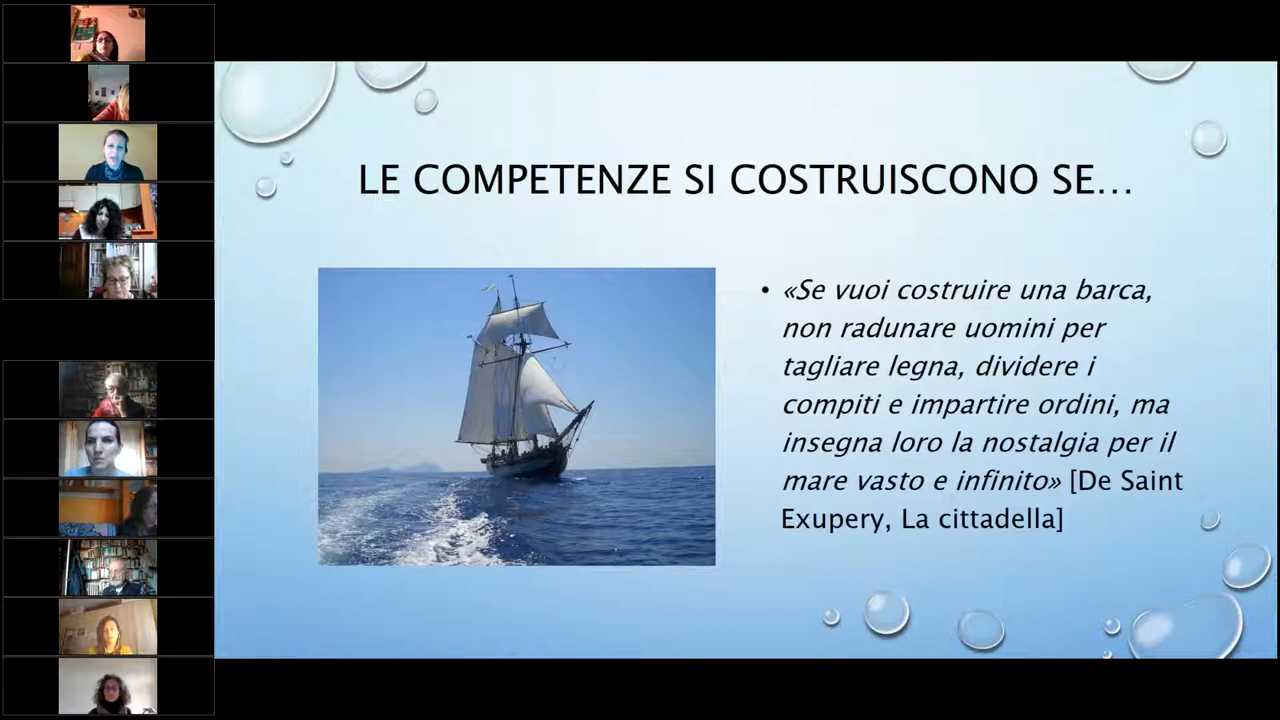 LE COMPETENZE SI COSTRUISCONO SE…
• «Se vuoi costruire una barca,
non radunare uomini per
tagliare legna, dividere i
compiti e impartire ordini, ma
insegna loro la nostalgia per il
mare vasto e infinito» [De Saint
Exupery, La cittadella]